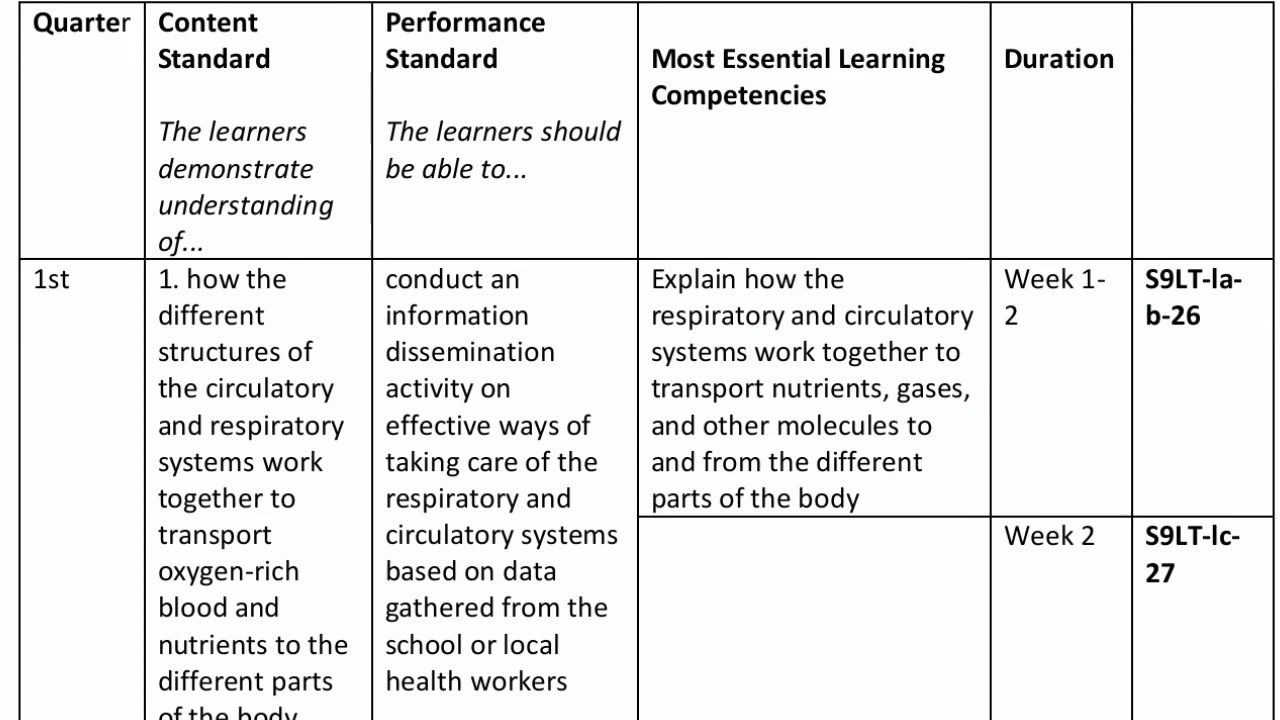 Quarter
Content
Standard
The learners
demonstrate
understanding
of...
Performance
Standard
The learners should
be able to...
Most Essential Learning
Competencies
Duration
1st
1. how the
different
structures of
the circulatory
and respiratory
systems work
together to
transport
oxygen-rich
blood and
nutrients to the
different parts
of the body
conduct an
information
dissemination
activity on
effective ways of
taking care of the
respiratory and
circulatory systems
based on data
gathered from the
school or local
health workers
Explain how the
respiratory and circulatory
systems work together to
transport nutrients, gases,
and other molecules to
and from the different
parts of the body
Week 1-
2
S9LT-la-
b-26
Week 2
S9LT-lc-
27